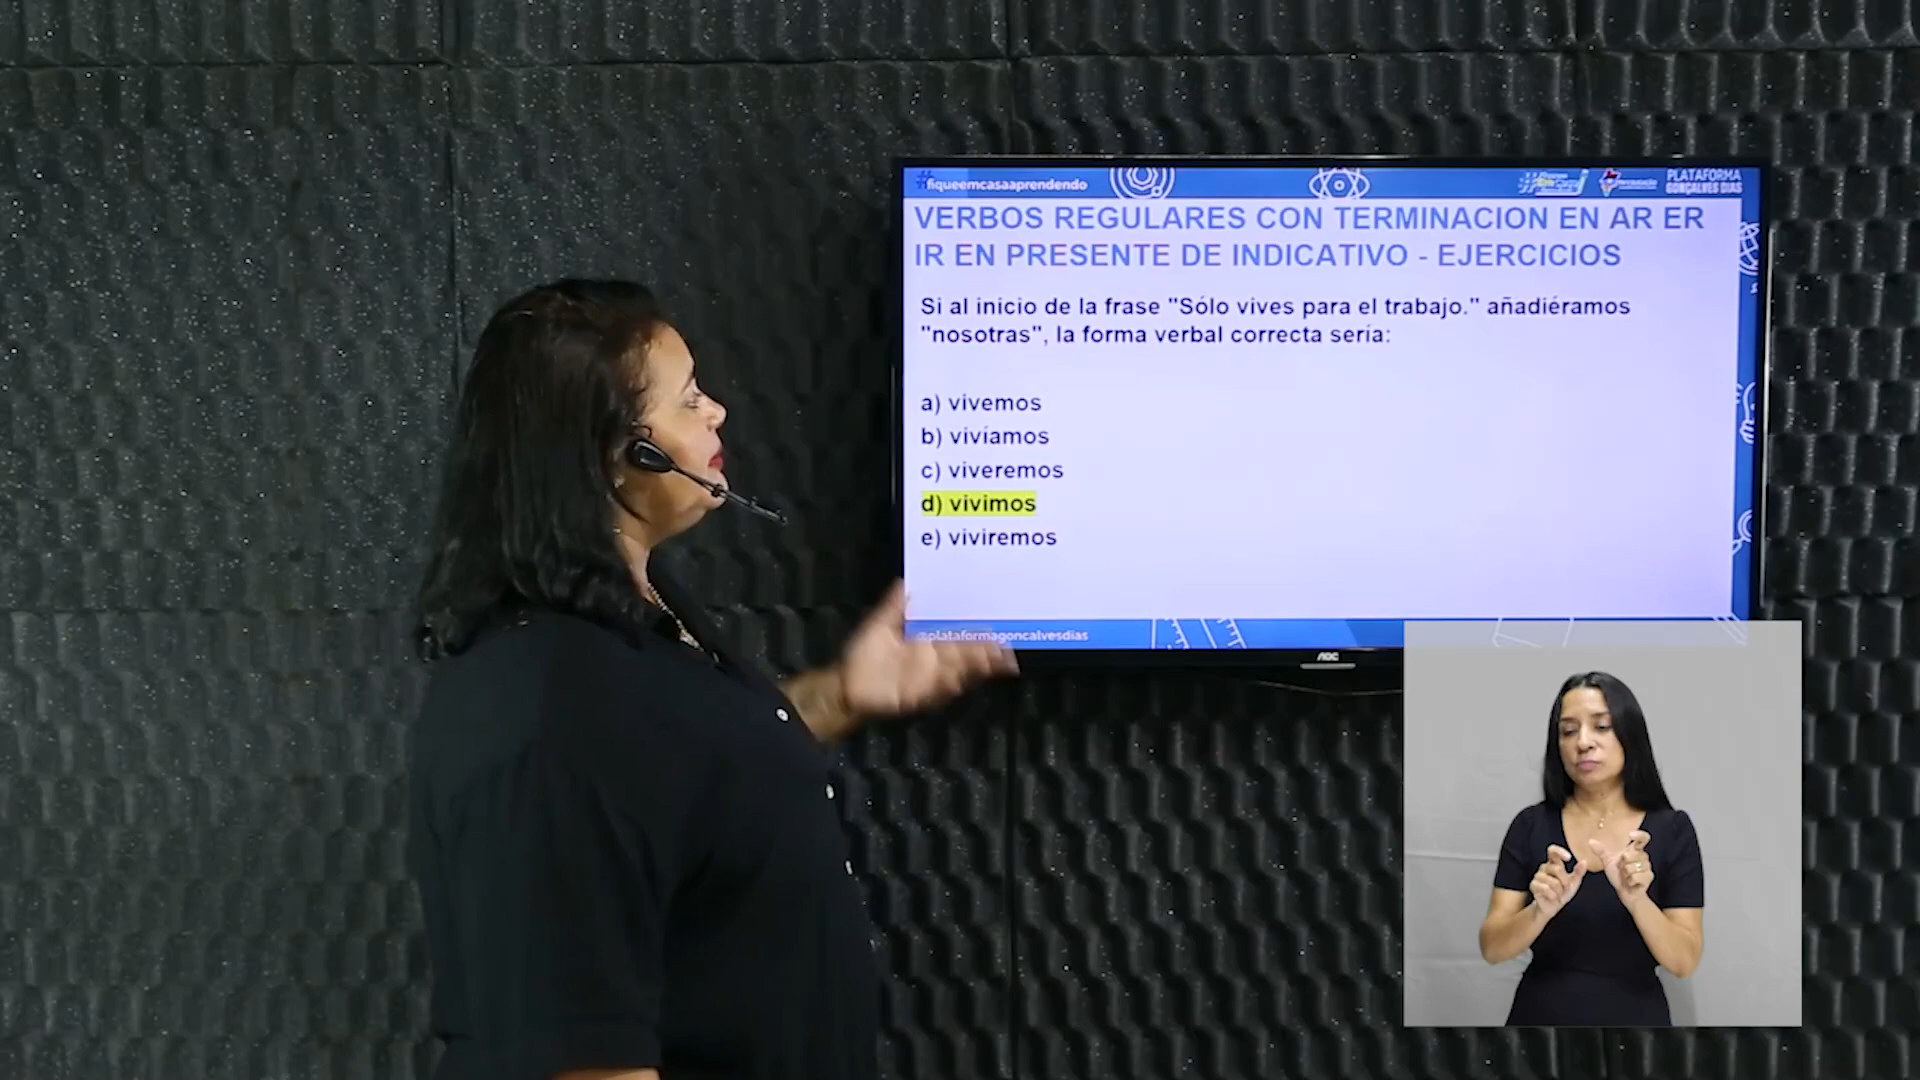 #fiqueemcasaaprendendo
PLATAFORMA
GONÇALVES DIAS
VERBOS REGULARES CON TERMINACION EN AR ER
IR EN PRESENTE DE INDICATIVO - EJERCICIOS
Si al inicio de la frase "Sólo vives para el trabajo." añadiéramos
"nosotras", la forma verbal correcta sería:
a) vivemos
b) vivíamos
c) viveremos
d) vivimos
e) viviremos
@plataformagoncalvesdias
AOC